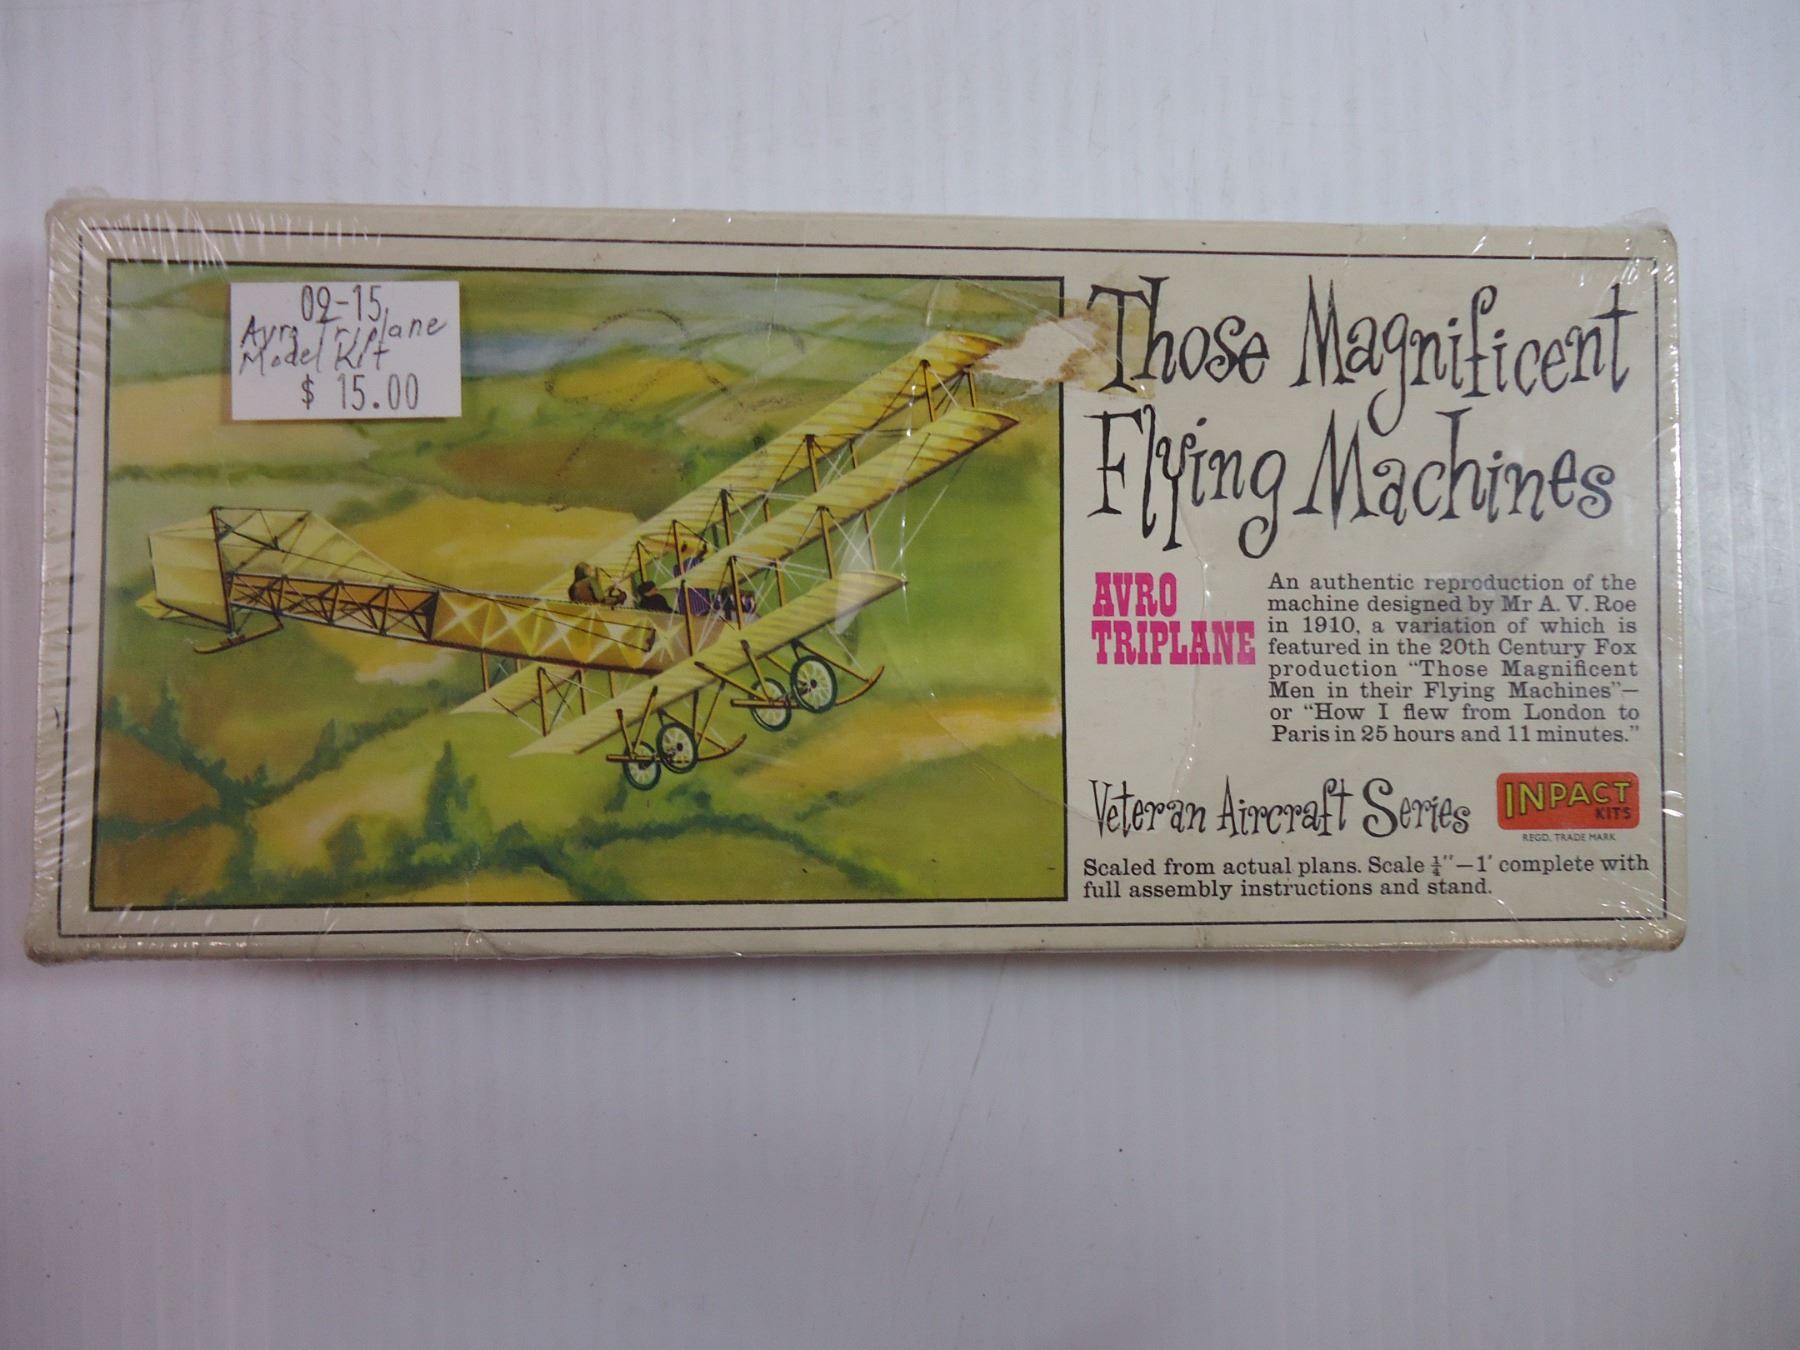 09-15
Avro Triplane
Model Kit
$ 15.00
Those Magnificent
Flying Machines
AVRO
TRIPLANE
An authentic reproduction of the
machine designed by Mr A. V. Roe
in 1910, a variation of which is
featured in the 20th Century Fox
production "Those Magnificent
Men in their Flying Machines"—
or "How I flew from London to
Paris in 25 hours and 11 minutes."
Veteran Aircraft Series
INPACT
KITS
REGD. TRADE MARK
Scaled from actual plans. Scale ¼"—1' complete with
full assembly instructions and stand.